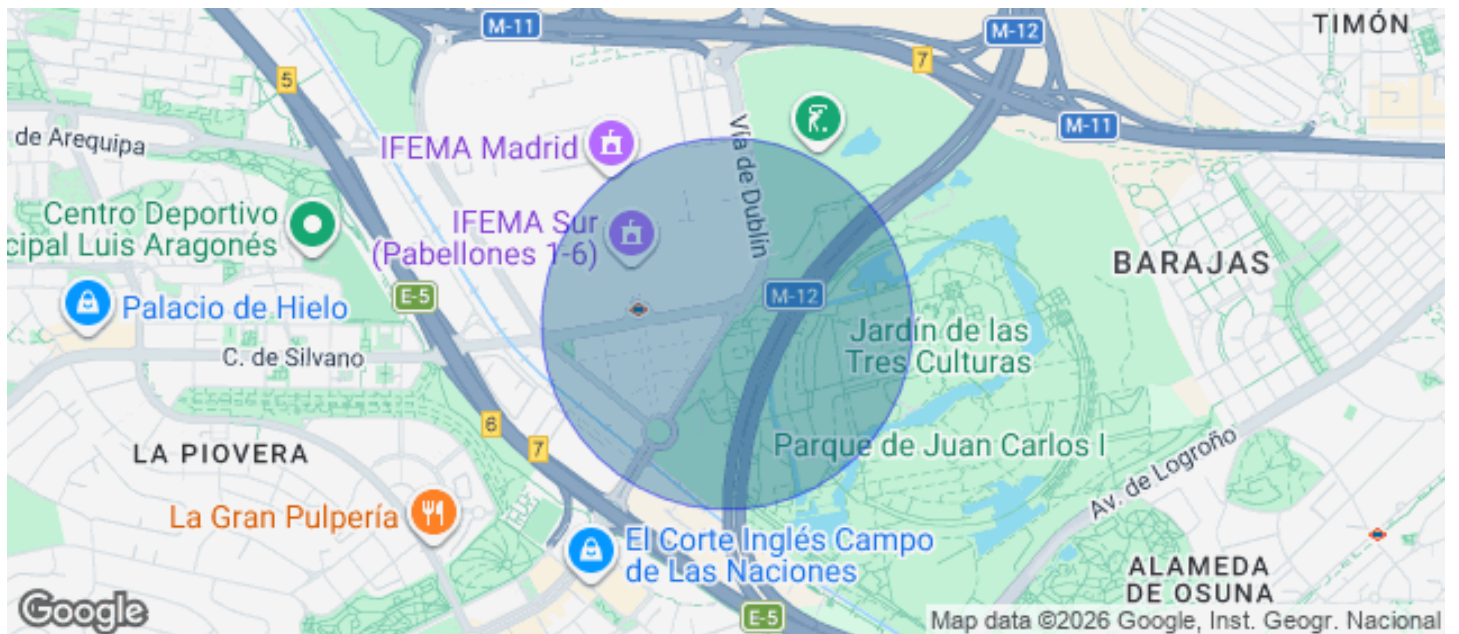 M-11
M-12
TIMÓN
7
5
M-11
de Arequipa
IFEMA Madrid
Vía de Dublín
Centro Deportivo
cipal Luis Aragonés
IFEMA Sur
(Pabellones 1-6)
BARAJAS
E-5
M-12
Palacio de Hielo
C. de Silvano
Jardín de las
Tres Culturas
6
7
LA PIOVERA
Parque de Juan Carlos I
Av. de Logroño
La Gran Pulpería
El Corte Inglés Campo
de Las Naciones
ALAMEDA
DE OSUNA
Google
E-5
Map data ©2026 Google, Inst. Geogr. Nacional